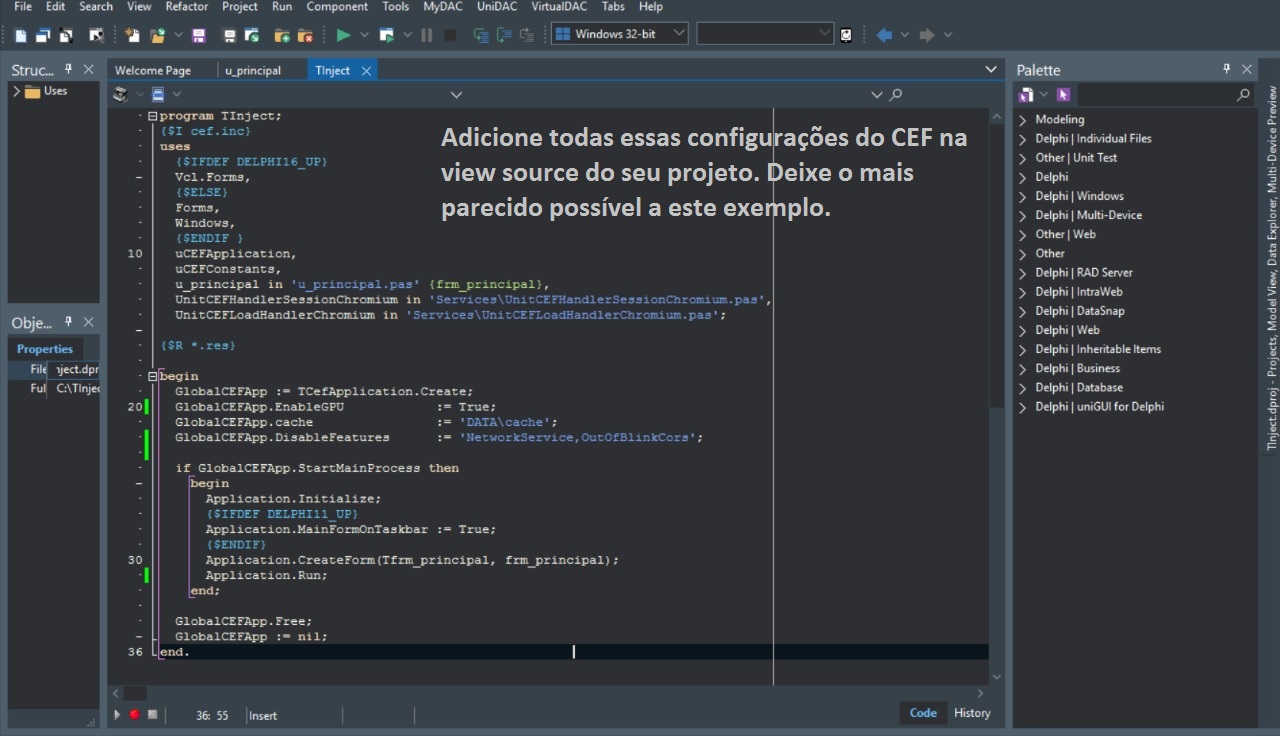 File Edit Search View Refactor Project Run Component Tools MyDAC UniDAC VirtualDAC Tabs Help
Windows 32-bit
Struc...
Uses
Welcome Page
u_principal
TInject
Palette
program TInject;
{$I cef.inc}
uses
{$IFDEF DELPHI16_UP}
Vcl.Forms,
{$ELSE}
Forms,
Windows,
{$ENDIF }
10 uCEFApplication,
uCEFConstants,
u_principal in 'u_principal.pas' {frm_principal},
UnitCEFHandlerSessionChromium in 'Services\UnitCEFHandlerSessionChromium.pas',
UnitCEFLoadHandlerChromium in 'Services\UnitCEFLoadHandlerChromium.pas';
{$R *.res}
begin
GlobalCEFApp := TCefApplication.Create;
20 GlobalCEFApp.EnableGPU := True;
GlobalCEFApp.cache := 'DATA\cache';
GlobalCEFApp.DisableFeatures := 'NetworkService,OutOfBlinkCors';
if GlobalCEFApp.StartMainProcess then
begin
Application.Initialize;
{$IFDEF DELPHI11_UP}
Application.MainFormOnTaskbar := True;
{$ENDIF}
30 Application.CreateForm(Tfrm_principal, frm_principal);
Application.Run;
end;
GlobalCEFApp.Free;
GlobalCEFApp := nil;
36 end.
Adicione todas essas configurações do CEF na
view source do seu projeto. Deixe o mais
parecido possível a este exemplo.
Obje...
Properties
File
ject.dpr
Ful
C:\TInjec
Modeling
Delphi | Individual Files
Other | Unit Test
Delphi
Delphi | Windows
Delphi | Multi-Device
Other | Web
Other
Delphi | RAD Server
Delphi | IntraWeb
Delphi | DataSnap
Delphi | Web
Delphi | Inheritable Items
Delphi | Business
Delphi | Database
Delphi | uniGUI for Delphi
TInject.dproj - Projects, Model View, Data Explorer, Multi-Device Preview
36: 55
Insert
Code
History